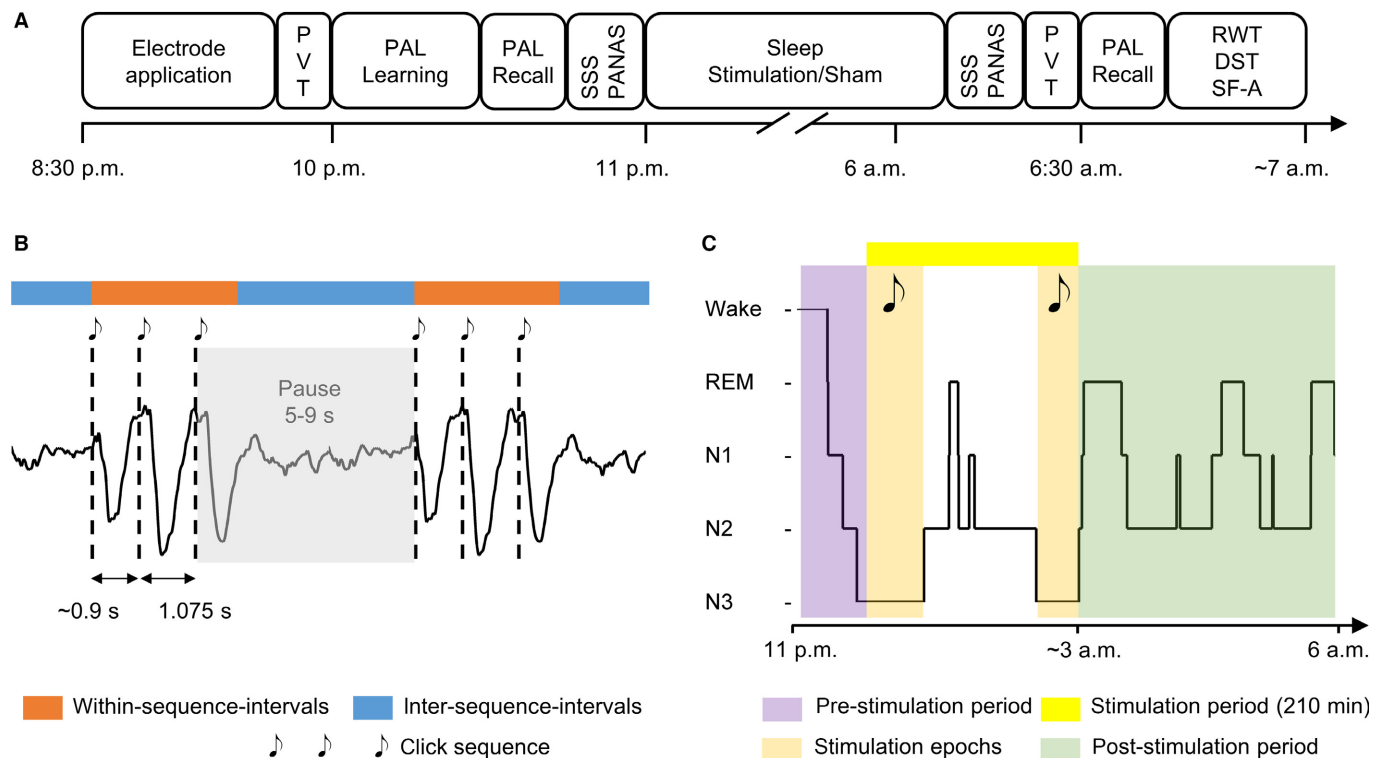 A
Electrode
application
P
V
T
PAL
Learning
PAL
Recall
SSS
PANAS
Sleep
Stimulation/Sham
SSS
PANAS
P
V
T
PAL
Recall
RWT
DST
SF-A
8:30 p.m.
10 p.m.
11 p.m.
6 a.m.
6:30 a.m.
~7 a.m.
B
Pause
5-9 s
~0.9 s
1.075 s
Within-sequence-intervals
Inter-sequence-intervals
Click sequence
C
Wake
REM
N1
N2
N3
11 p.m.
~3 a.m.
6 a.m.
Pre-stimulation period
Stimulation period (210 min)
Stimulation epochs
Post-stimulation period